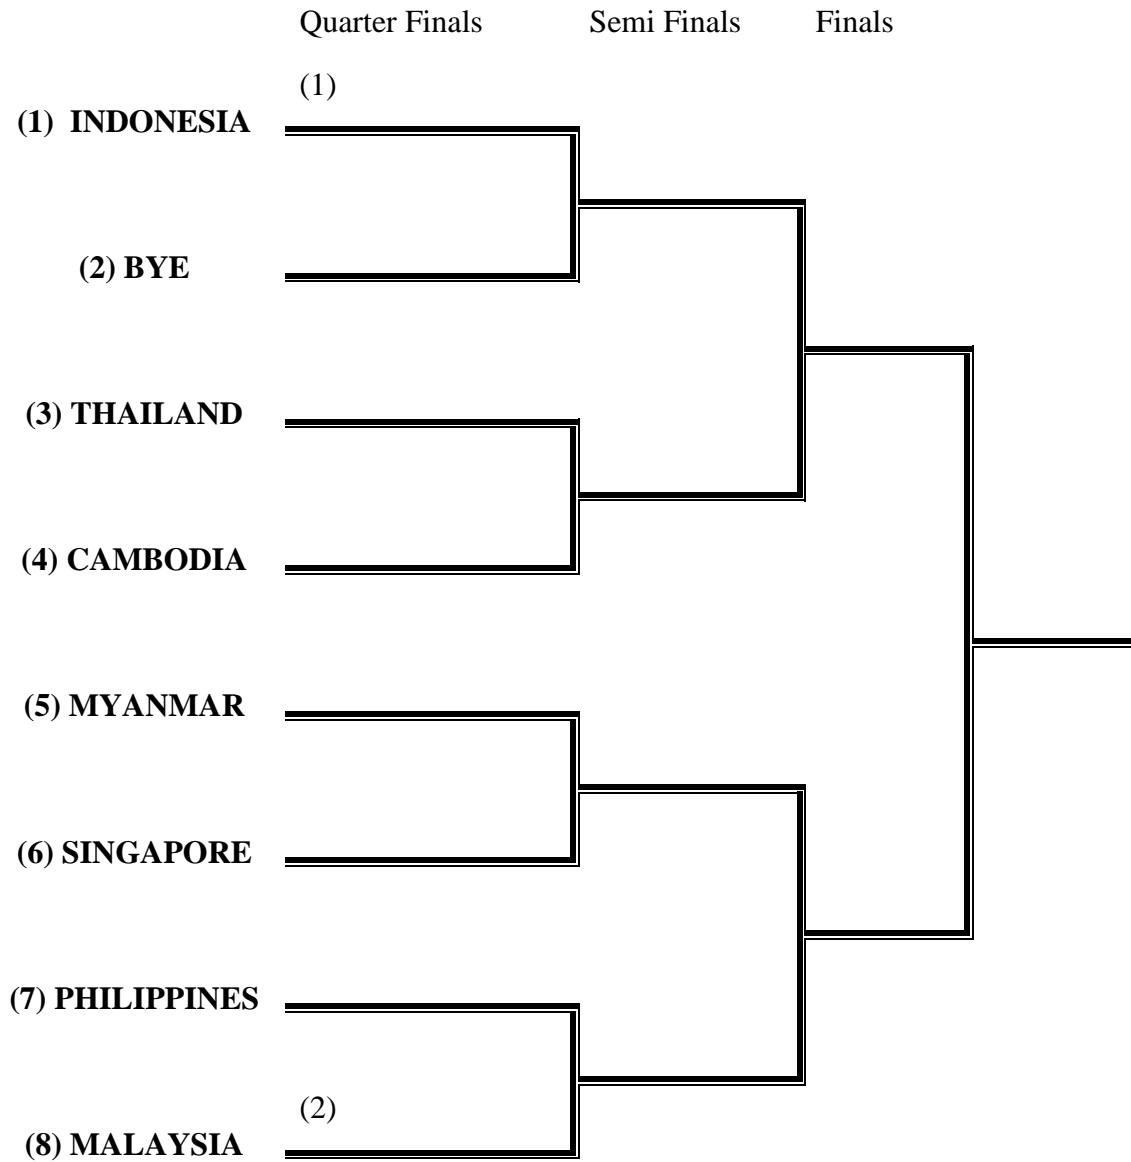 Quarter Finals Semi Finals Finals
(1)
(1) INDONESIA
(2) BYE
(3) THAILAND
(4) CAMBODIA
(5) MYANMAR
(6) SINGAPORE
(7) PHILIPPINES
(2)
(8) MALAYSIA